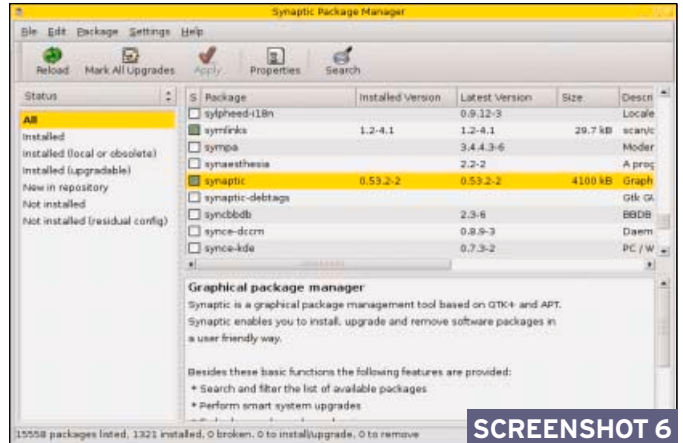 Synaptic Package Manager
File Edit Package Settings Help
Reload Mark All Upgrades Apply Properties Search
Status
All
Installed
Installed (local or obsolete)
Installed (upgradable)
New in repository
Not installed
Not installed (residual config)
S Package Installed Version Latest Version Size Descri
sylpheed-i18n 0.9.12-3 Locale
symlinks 1.2-4.1 1.2-4.1 29.7 kB scan/c
sympa 3.4.4.3-6 Moder
synaesthesia 2.2-2 A prog
synaptic 0.53.2-2 0.53.2-2 4100 kB Graph
synaptic-debtags Gtk GU
syncbbdb 2.3-6 BBDB
synce-dccm 0.8.9-3 Daem
synce-kde 0.7.3-2 PC / W
Graphical package manager
Synaptic is a graphical package management tool based on GTK+ and APT.
Synaptic enables you to install, upgrade and remove software packages in
a user friendly way.
Besides these basic functions the following features are provided:
* Search and filter the list of available packages
* Perform smart system upgrades
15558 packages listed, 1321 installed, 0 broken. 0 to install/upgrade, 0 to remove
SCREENSHOT 6